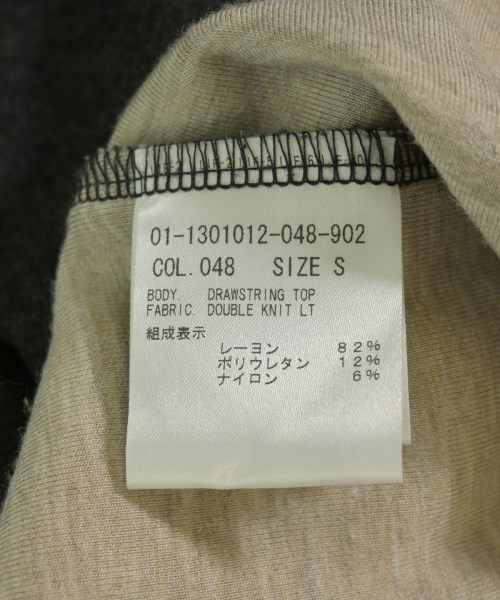 01-1301012-048-902
COL.048 SIZE S
BODY. DRAWSTRING TOP
FABRIC. DOUBLE KNIT LT
組成表示
レーヨン 82%
ポリウレタン 12%
ナイロン 6%